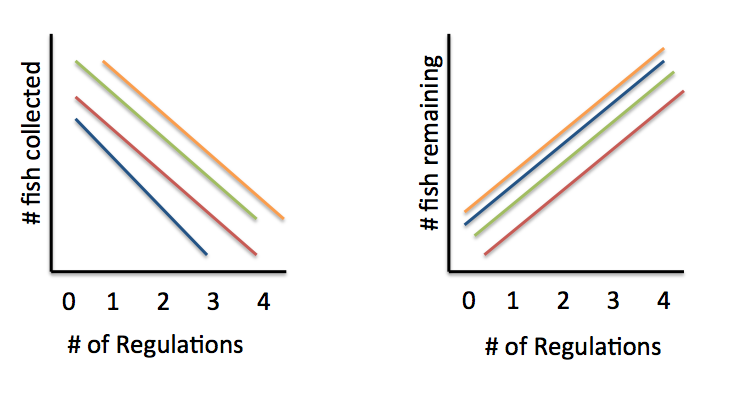 # fish collected
0 1 2 3 4
# of Regulations
# fish remaining
0 1 2 3 4
# of Regulations